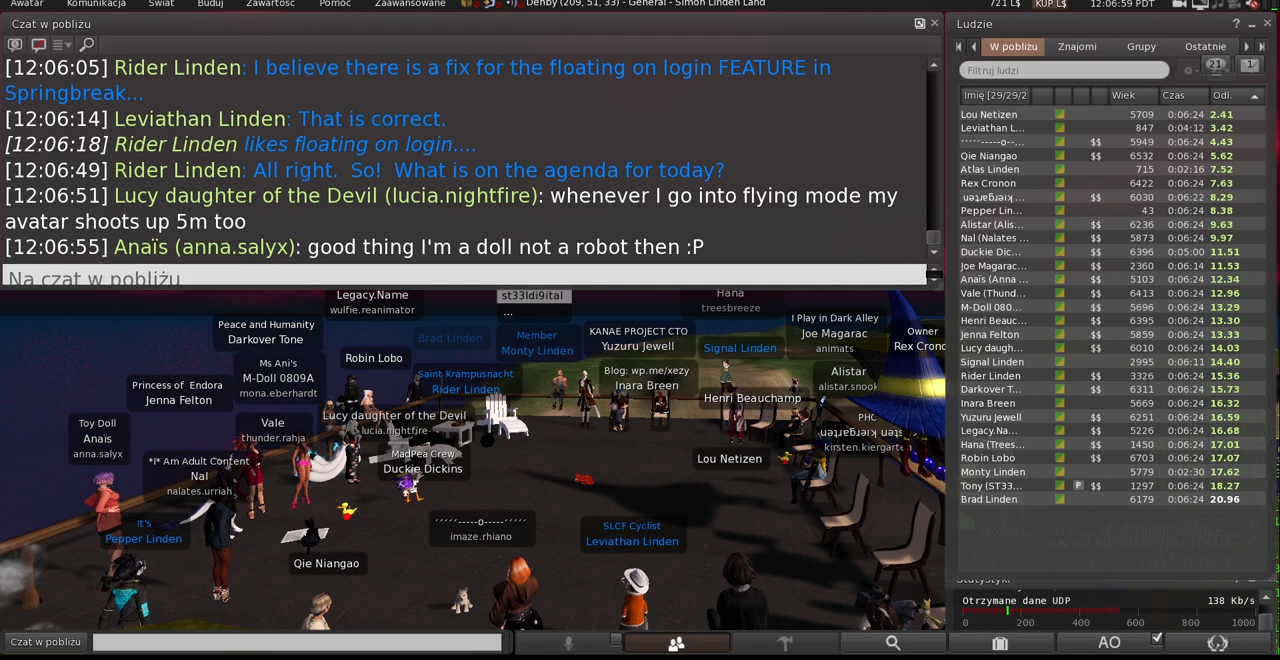 Awatar Komunikacja Świat Buduj Zawartość Pomoc Zaawansowane Denby (209, 51, 33) - General - Simon Linden Land 721 L$ KUP L$ 12:06:59 PDT
Czat w pobliżu
[12:06:05] Rider Linden: I believe there is a fix for the floating on login FEATURE in
Springbreak...
[12:06:14] Leviathan Linden: That is correct.
[12:06:18] Rider Linden likes floating on login....
[12:06:49] Rider Linden: All right. So! What is on the agenda for today?
[12:06:51] Lucy daughter of the Devil (lucia.nightfire): whenever I go into flying mode my
avatar shoots up 5m too
[12:06:55] Anaïs (anna.salyx): good thing I'm a doll not a robot then :P
Na czat w pobliżu
Legacy.Name
wulfie.reanimator
st33ldi9ital
...
Hana
treesbreeze
Peace and Humanity
Darkover Tone
Brad Linden
Member
Monty Linden
KANAE PROJECT CTO
Yuzuru Jewell
Signal Linden
I Play in Dark Alley
Joe Magarac
animats
Owner
Rex Crond
Robin Lobo
Ms Ani's
M-Doll 0809A
mona.eberhardt
Saint Krampusnacht
Rider Linden
Blog: wp.me/xezy
Inara Breen
Alistar
alistar.snook
Princess of Endora
Jenna Felton
Henri Beauchamp
Toy Doll
Anaïs
anna.salyx
Vale
thunder.rahja
Lucy daughter of the Devil
lucia.nightfire
PHC
kirsten.kiergarte
MadPea Crew
Duckie Dickins
Lou Netizen
*I* Am Adult Content
Nal
nalates.urriah
It's
Pepper Linden
´´´´´-----o-----´´´´´
imaze.rhiano
SLCF Cyclist
Leviathan Linden
Qie Niangao
Czat w pobliżu
Ludzie
? _ ×
W pobliżu Znajomi Grupy Ostatnie
Filtruj ludzi 21 1
Imię [29/29/2 Wiek Czas Odl.
Lou Netizen 5709 0:06:24 2.41
Leviathan L... 847 0:04:12 3.42
´´´´´-----o--... $$ 5949 0:06:24 4.43
Qie Niangao $$ 6532 0:06:24 5.62
Atlas Linden 715 0:02:16 7.52
Rex Cronon 6422 0:06:24 7.63
$$ 6030 0:06:22 8.29
Pepper Lin... 43 0:06:24 8.38
Alistar (Alis... $$ 6236 0:06:24 9.63
Nal (Nalates ... $$ 5873 0:06:24 9.97
Duckie Dic... $$ 6396 0:05:00 11.51
Joe Magarac... $$ 2360 0:06:14 11.53
Anaïs (Anna ... $$ 5103 0:06:24 12.34
Vale (Thund... $$ 6413 0:06:24 12.96
M-Doll 080... $$ 5696 0:06:24 13.29
Henri Beauc... $$ 6395 0:06:24 13.30
Jenna Felton $$ 5859 0:06:24 13.33
Lucy daugh... $$ 6010 0:06:24 14.03
Signal Linden 2995 0:06:11 14.40
Rider Linden $$ 3326 0:06:24 15.36
Darkover T... $$ 6311 0:06:24 15.73
Inara Breen 5669 0:06:24 16.32
Yuzuru Jewell $$ 6251 0:06:24 16.59
Legacy.Na... $$ 5226 0:06:24 16.68
Hana (Trees... $$ 1450 0:06:24 17.01
Robin Lobo $$ 6703 0:06:24 17.07
Monty Linden 5779 0:02:30 17.62
Tony (ST33... P $$ 1297 0:06:24 18.27
Brad Linden 6179 0:06:24 20.96
Statystyki
Otrzymane dane UDP 138 Kb/s
0 200 400 600 800 1000
AO